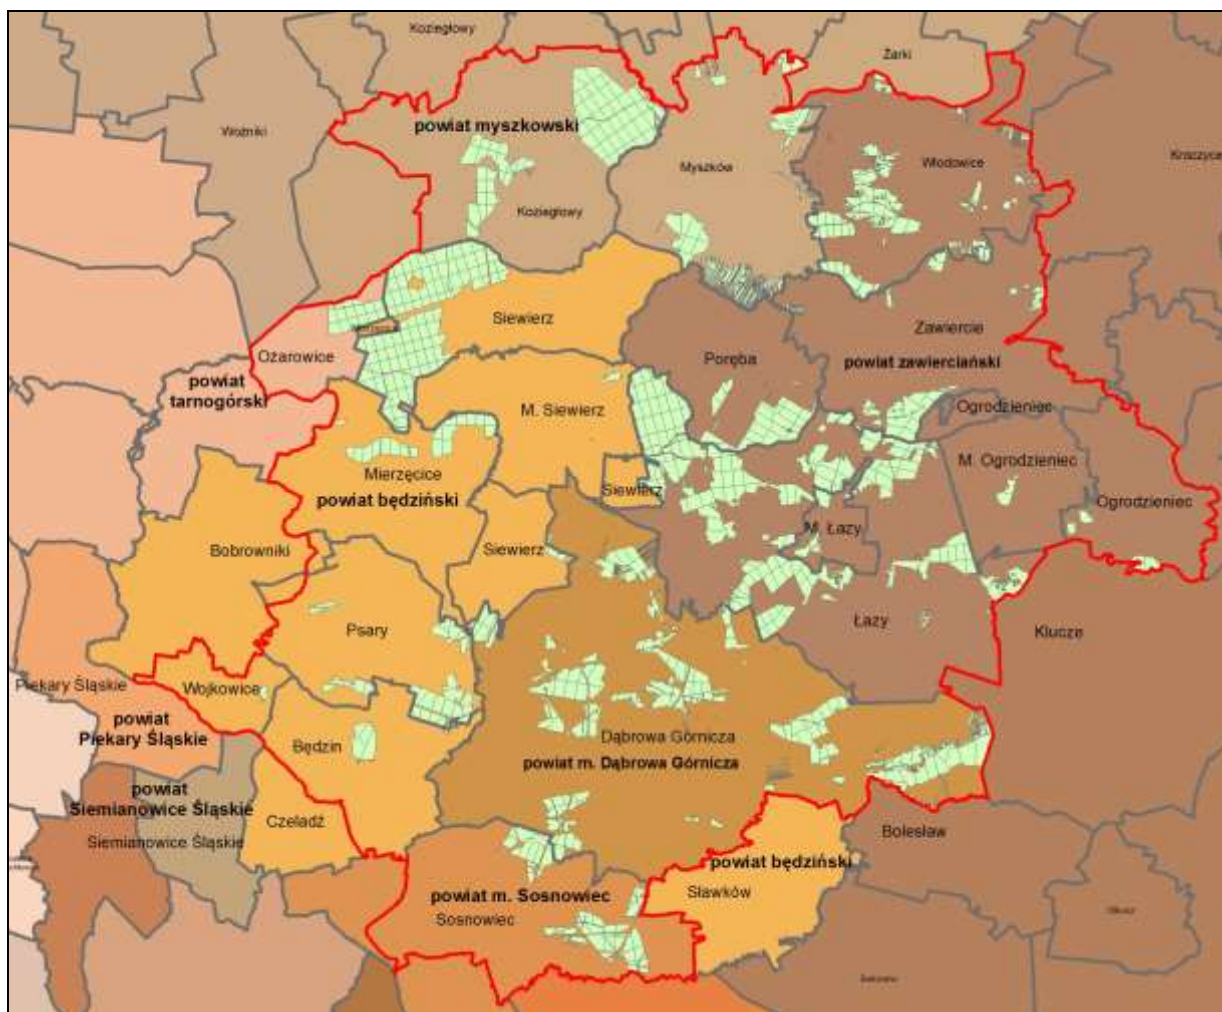 Koziegłowy
Żarki
Woźniki
powiat myszkowski
Kroczyce
Myszków
Włodowice
Koziegłowy
Siewierz
Zawiercie
Ożarowice
Poręba
powiat zawierciański
powiat
tarnogórski
M. Siewierz
Ogrodzieniec
Mierzęcice
M. Ogrodzieniec
powiat będziński
Siewierz
Ogrodzieniec
M. Łazy
Bobrowniki
Siewierz
Psary
Łazy
Klucze
Piekary Śląskie
Wojkowice
powiat
Piekary Śląskie
Będzin
Dąbrowa Górnicza
powiat m. Dąbrowa Górnicza
powiat
Siemianowice Śląskie
Czeladź
Siemianowice Śląskie
Bolesław
powiat będziński
powiat m. Sosnowiec
Sławków
Sosnowiec